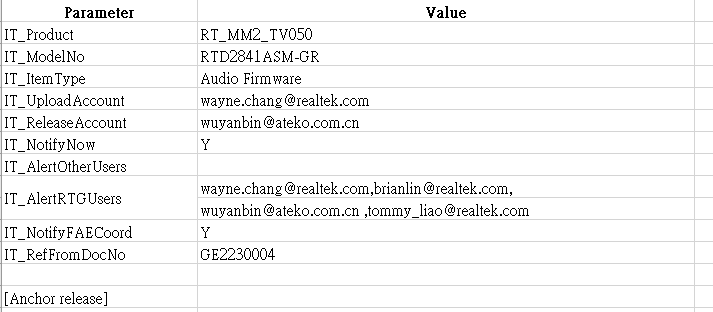 Parameter Value
IT_Product RT_MM2_TV050
IT_ModelNo RTD2841ASM-GR
IT_ItemType Audio Firmware
IT_UploadAccount wayne.chang@realtek.com
IT_ReleaseAccount wuyanbin@ateko.com.cn
IT_NotifyNow Y
IT_AlertOtherUsers
IT_AlertRTGUsers wayne.chang@realtek.com,brianlin@realtek.com,
wuyanbin@ateko.com.cn ,tommy_liao@realtek.com
IT_NotifyFAECoord Y
IT_RefFromDocNo GE2230004
[Anchor release]